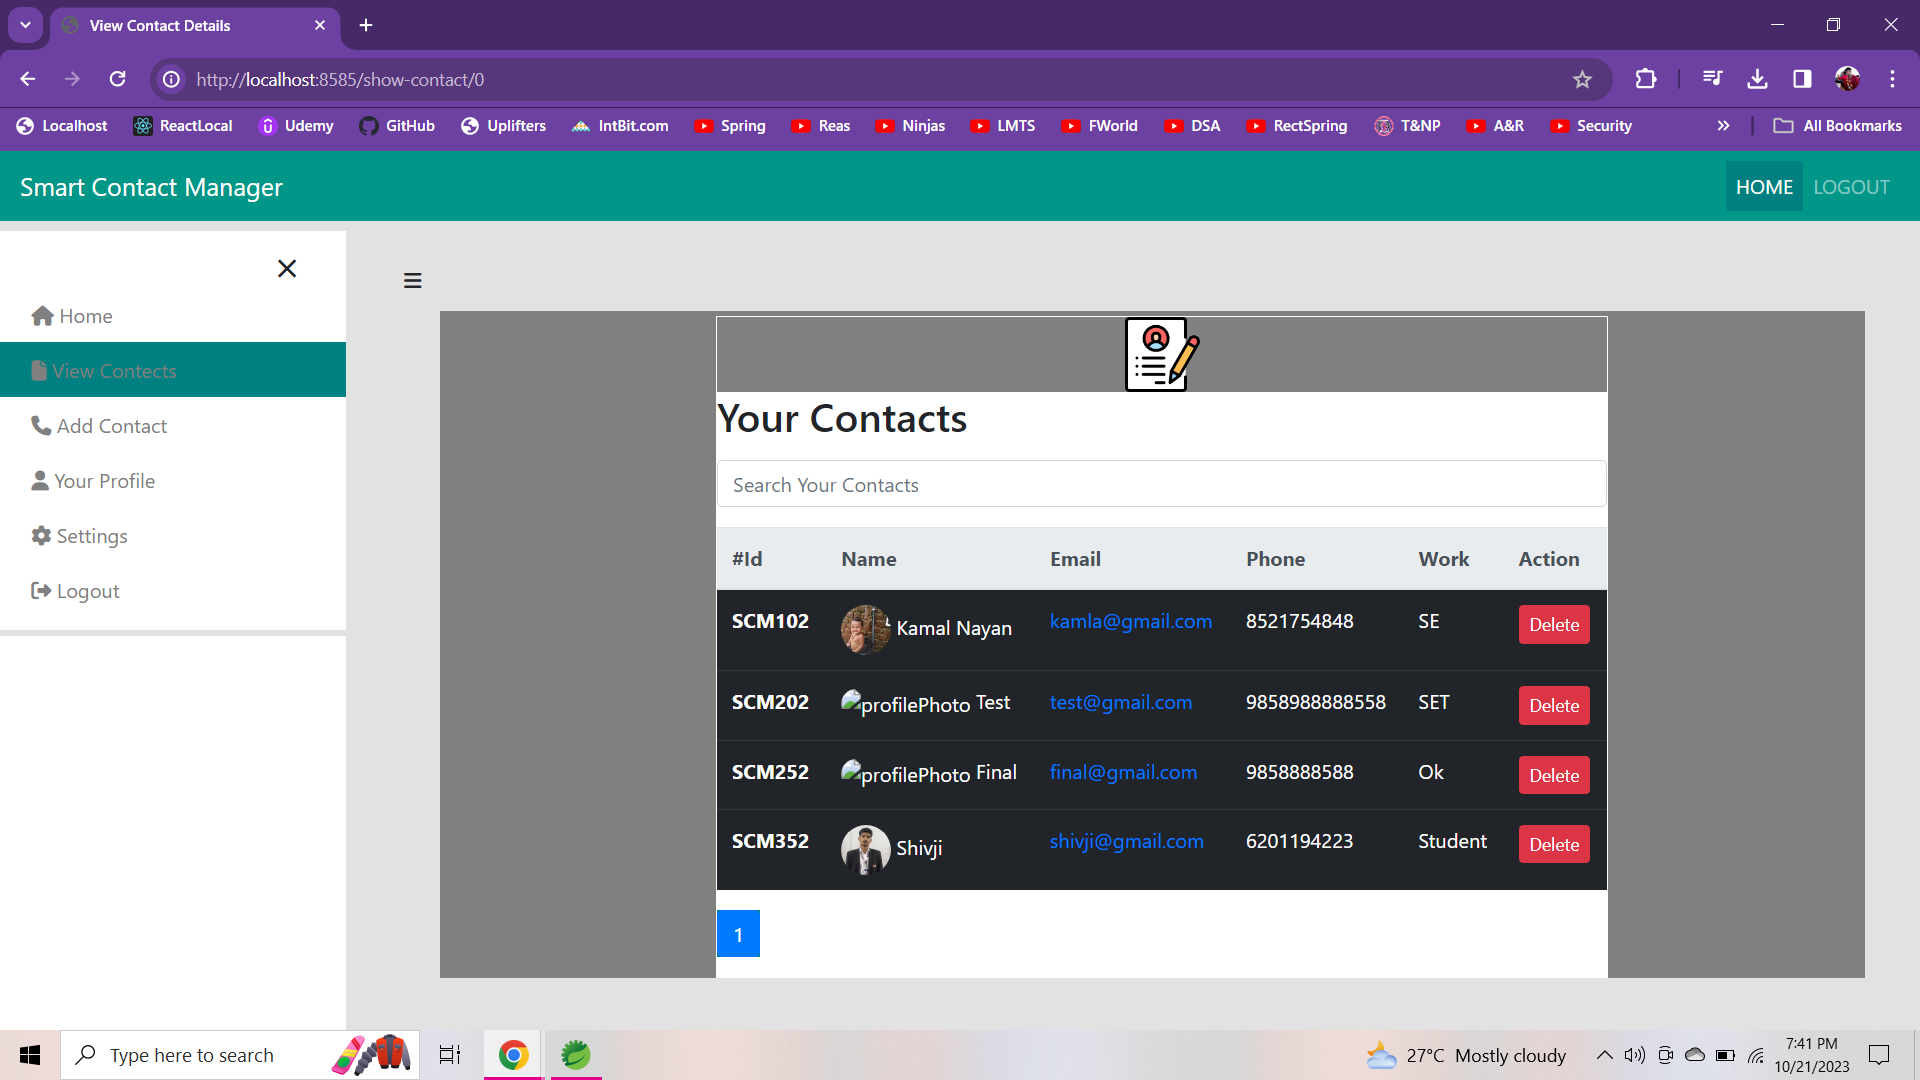 View Contact Details
http://localhost:8585/show-contact/0
Localhost ReactLocal Udemy GitHub Uplifters IntBit.com Spring Reas Ninjas LMTS FWorld DSA RectSpring T&NP A&R Security All Bookmarks
Smart Contact Manager HOME LOGOUT
Home
View Contects
Add Contact
Your Profile
Settings
Logout
Your Contacts
Search Your Contacts
#Id Name Email Phone Work Action
SCM102 Kamal Nayan kamla@gmail.com 8521754848 SE Delete
SCM202 profilePhoto Test test@gmail.com 9858988888558 SET Delete
SCM252 profilePhoto Final final@gmail.com 9858888588 Ok Delete
SCM352 Shivji shivji@gmail.com 6201194223 Student Delete
1
Type here to search
27°C Mostly cloudy
7:41 PM
10/21/2023